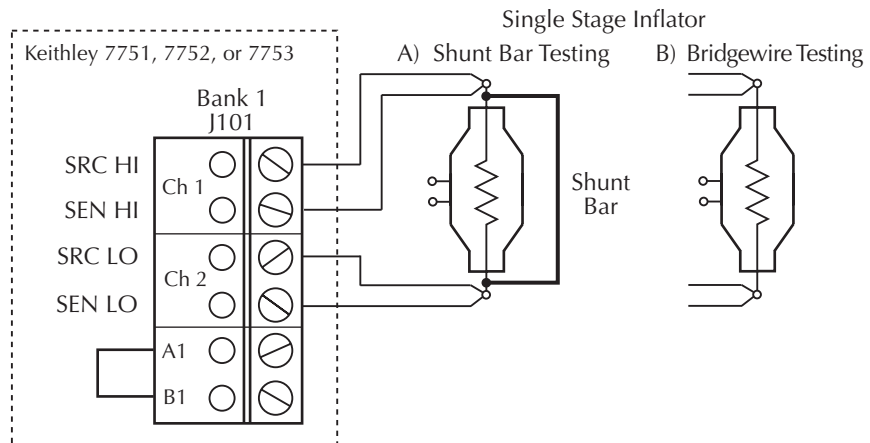 Single Stage Inflator
Keithley 7751, 7752, or 7753
A) Shunt Bar Testing
B) Bridgewire Testing
Bank 1
J101
SRC HI
Ch 1
SEN HI
Shunt
Bar
SRC LO
Ch 2
SEN LO
A1
B1